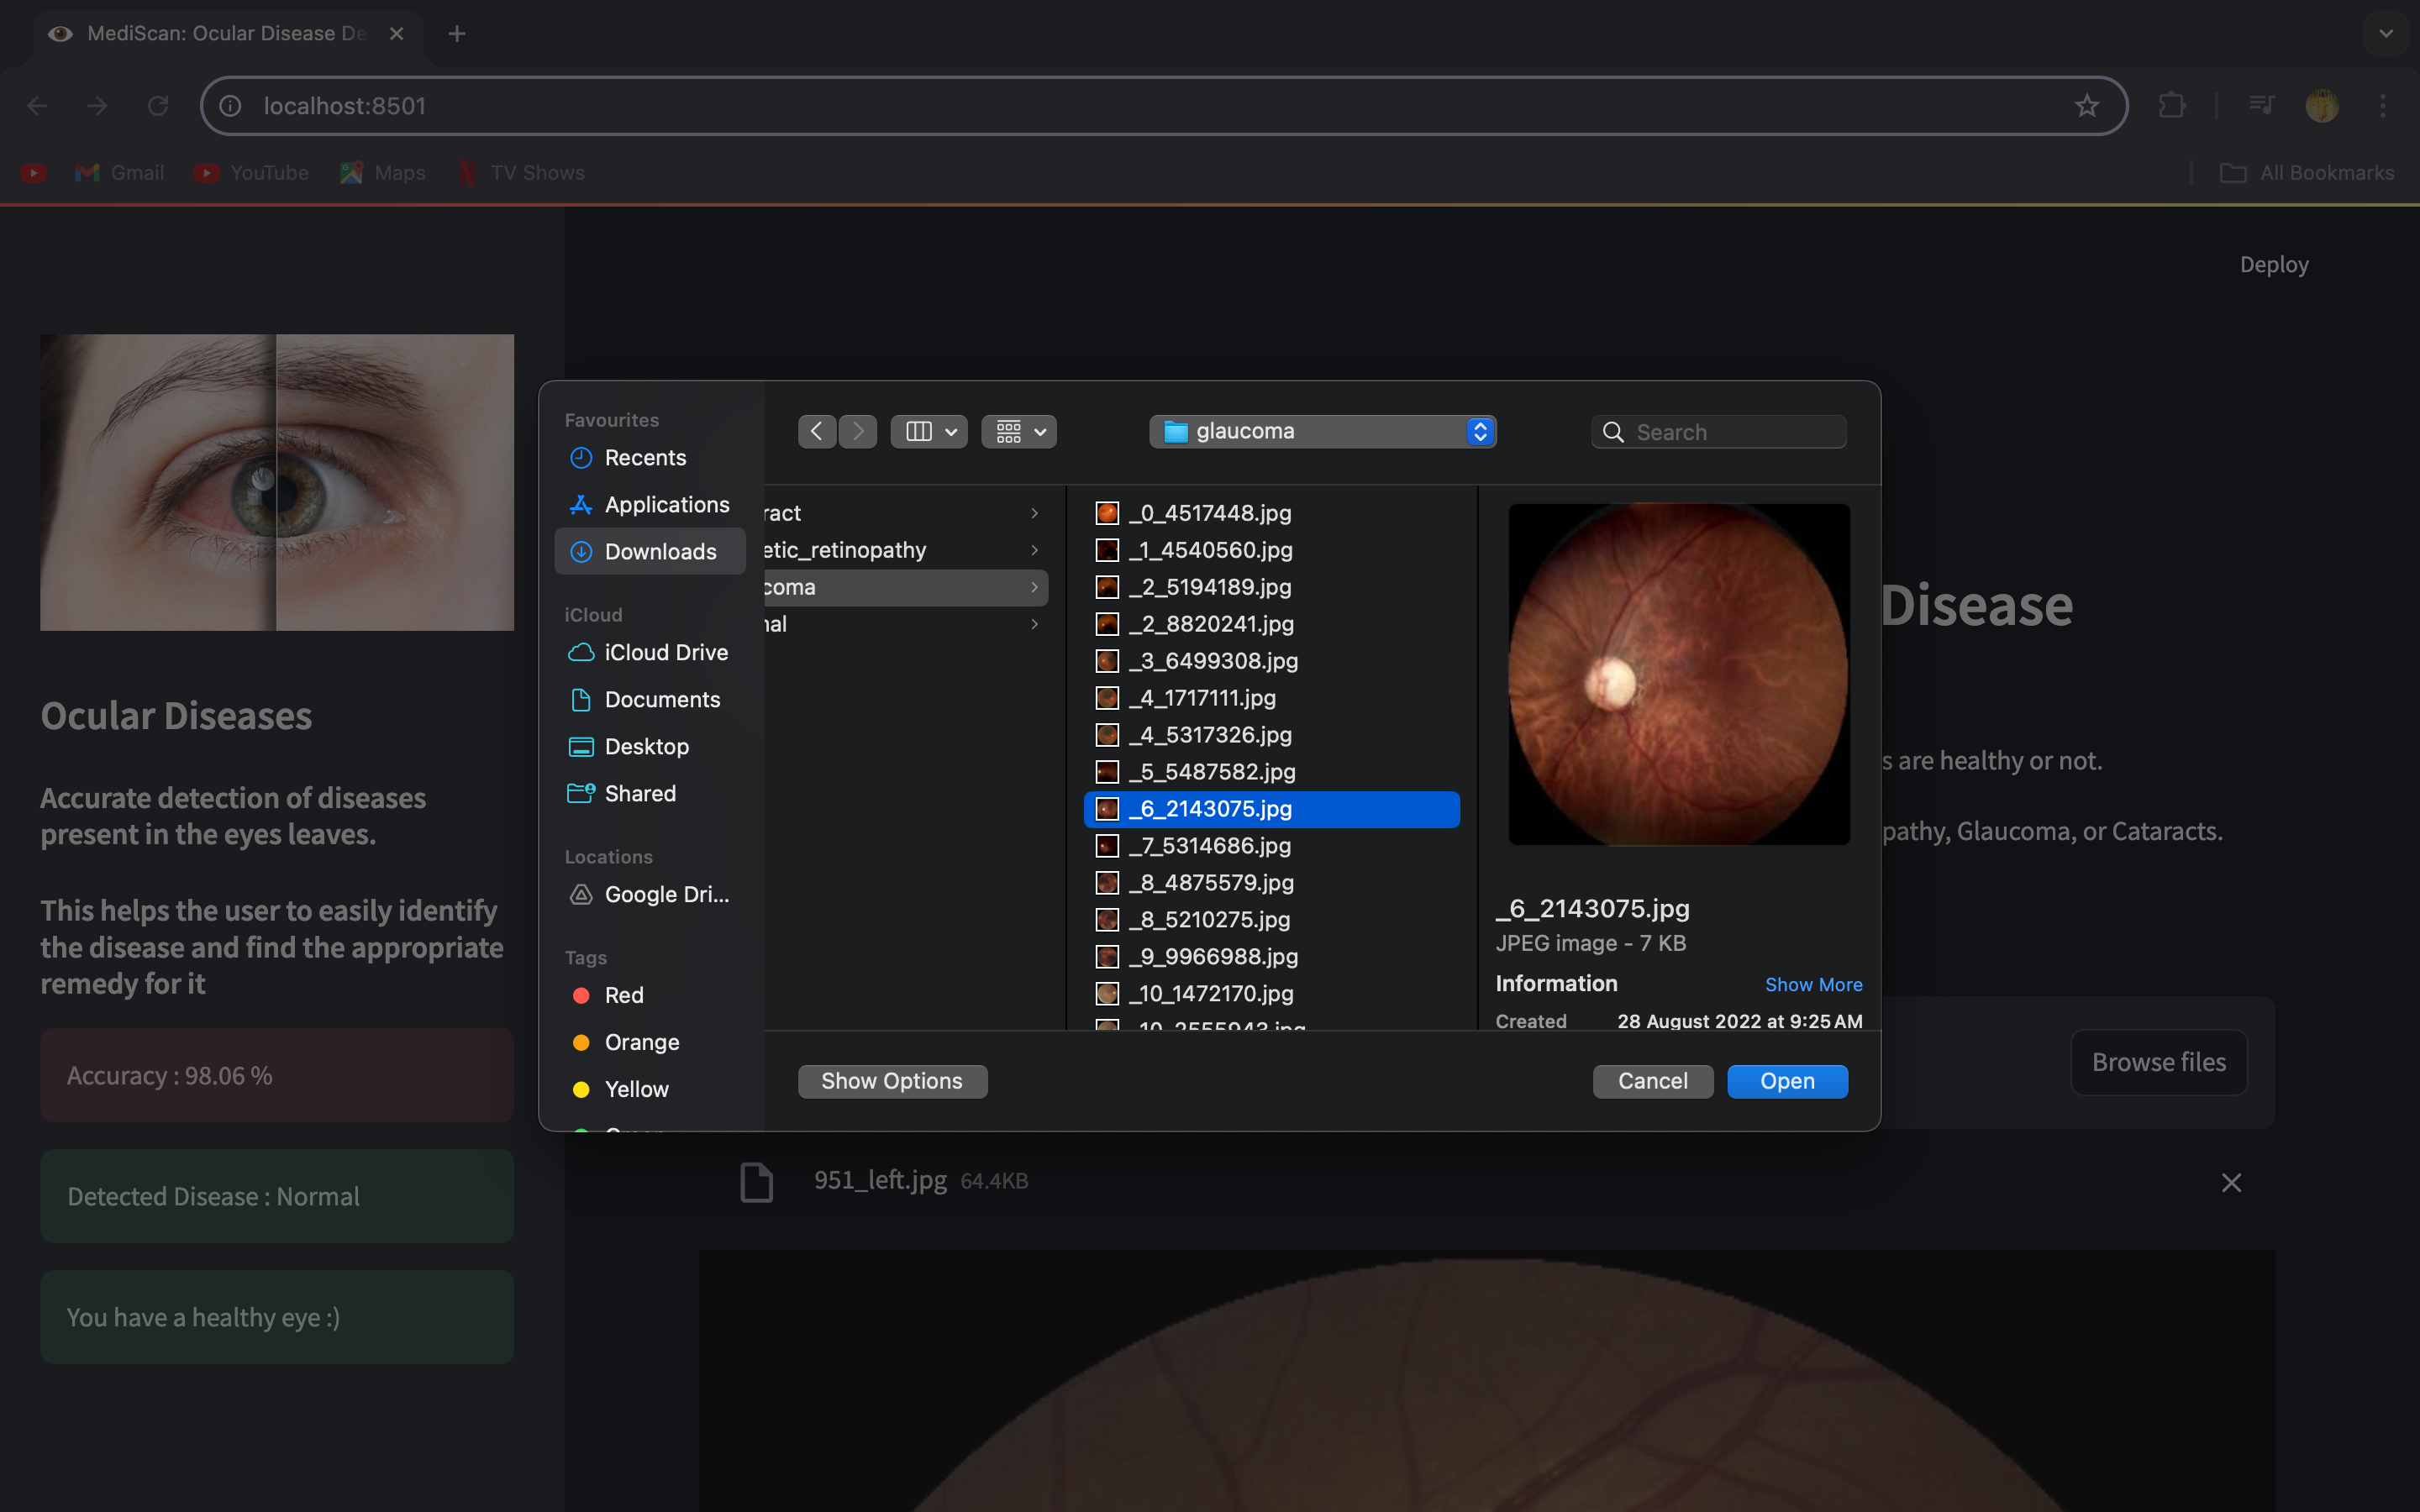 MediScan: Ocular Disease De
localhost:8501
Gmail
YouTube
Maps
TV Shows
All Bookmarks
Deploy
Ocular Diseases
Accurate detection of diseases
present in the eyes leaves.
This helps the user to easily identify
the disease and find the appropriate
remedy for it
Accuracy : 98.06 %
Detected Disease : Normal
You have a healthy eye :)
Favourites
Recents
Applications
Downloads
iCloud
iCloud Drive
Documents
Desktop
Shared
Locations
Google Dri...
Tags
Red
Orange
Yellow
glaucoma
Search
ract
etic_retinopathy
coma
nal
_0_4517448.jpg
_1_4540560.jpg
_2_5194189.jpg
_2_8820241.jpg
_3_6499308.jpg
_4_1717111.jpg
_4_5317326.jpg
_5_5487582.jpg
_6_2143075.jpg
_7_5314686.jpg
_8_4875579.jpg
_8_5210275.jpg
_9_9966988.jpg
_10_1472170.jpg
_6_2143075.jpg
JPEG image - 7 KB
Information
Show More
Created
28 August 2022 at 9:25 AM
Show Options
Cancel
Open
Disease
s are healthy or not.
pathy, Glaucoma, or Cataracts.
Browse files
951_left.jpg 64.4KB